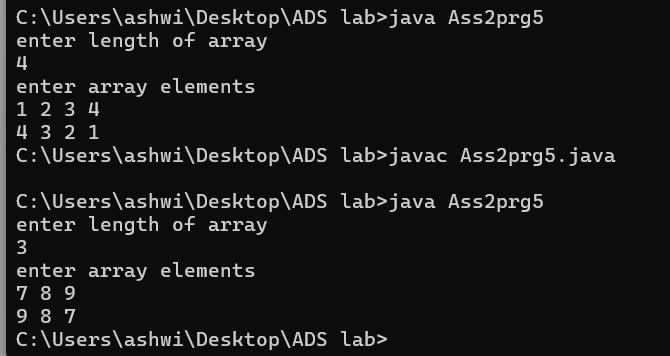 C:\Users\ashwi\Desktop\ADS lab>java Ass2prg5
enter length of array
4
enter array elements
1 2 3 4
4 3 2 1
C:\Users\ashwi\Desktop\ADS lab>javac Ass2prg5.java
C:\Users\ashwi\Desktop\ADS lab>java Ass2prg5
enter length of array
3
enter array elements
7 8 9
9 8 7
C:\Users\ashwi\Desktop\ADS lab>